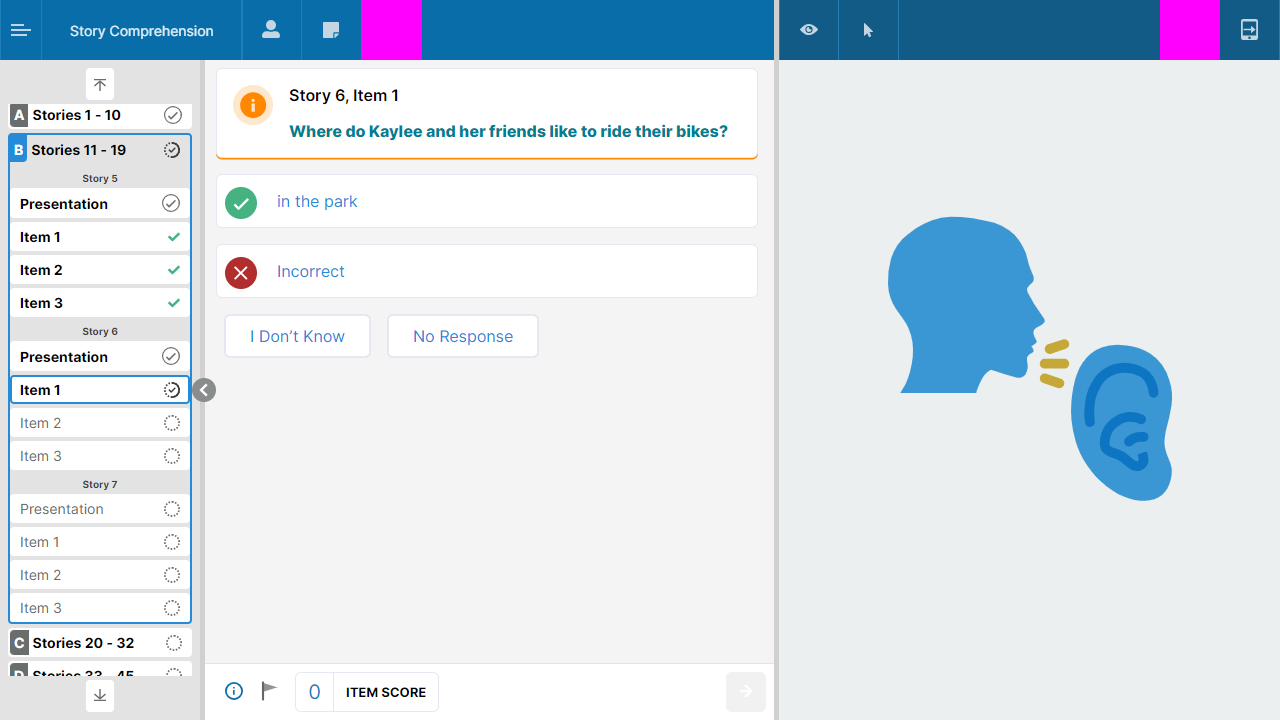 Story Comprehension
A Stories 1 - 10
B Stories 11 - 19
Story 5
Presentation
Item 1
Item 2
Item 3
Story 6
Presentation
Item 1
Item 2
Item 3
Story 7
Presentation
Item 1
Item 2
Item 3
C Stories 20 - 32
D Stories 33 - 45
Story 6, Item 1
Where do Kaylee and her friends like to ride their bikes?
in the park
Incorrect
I Don’t Know
No Response
0 ITEM SCORE